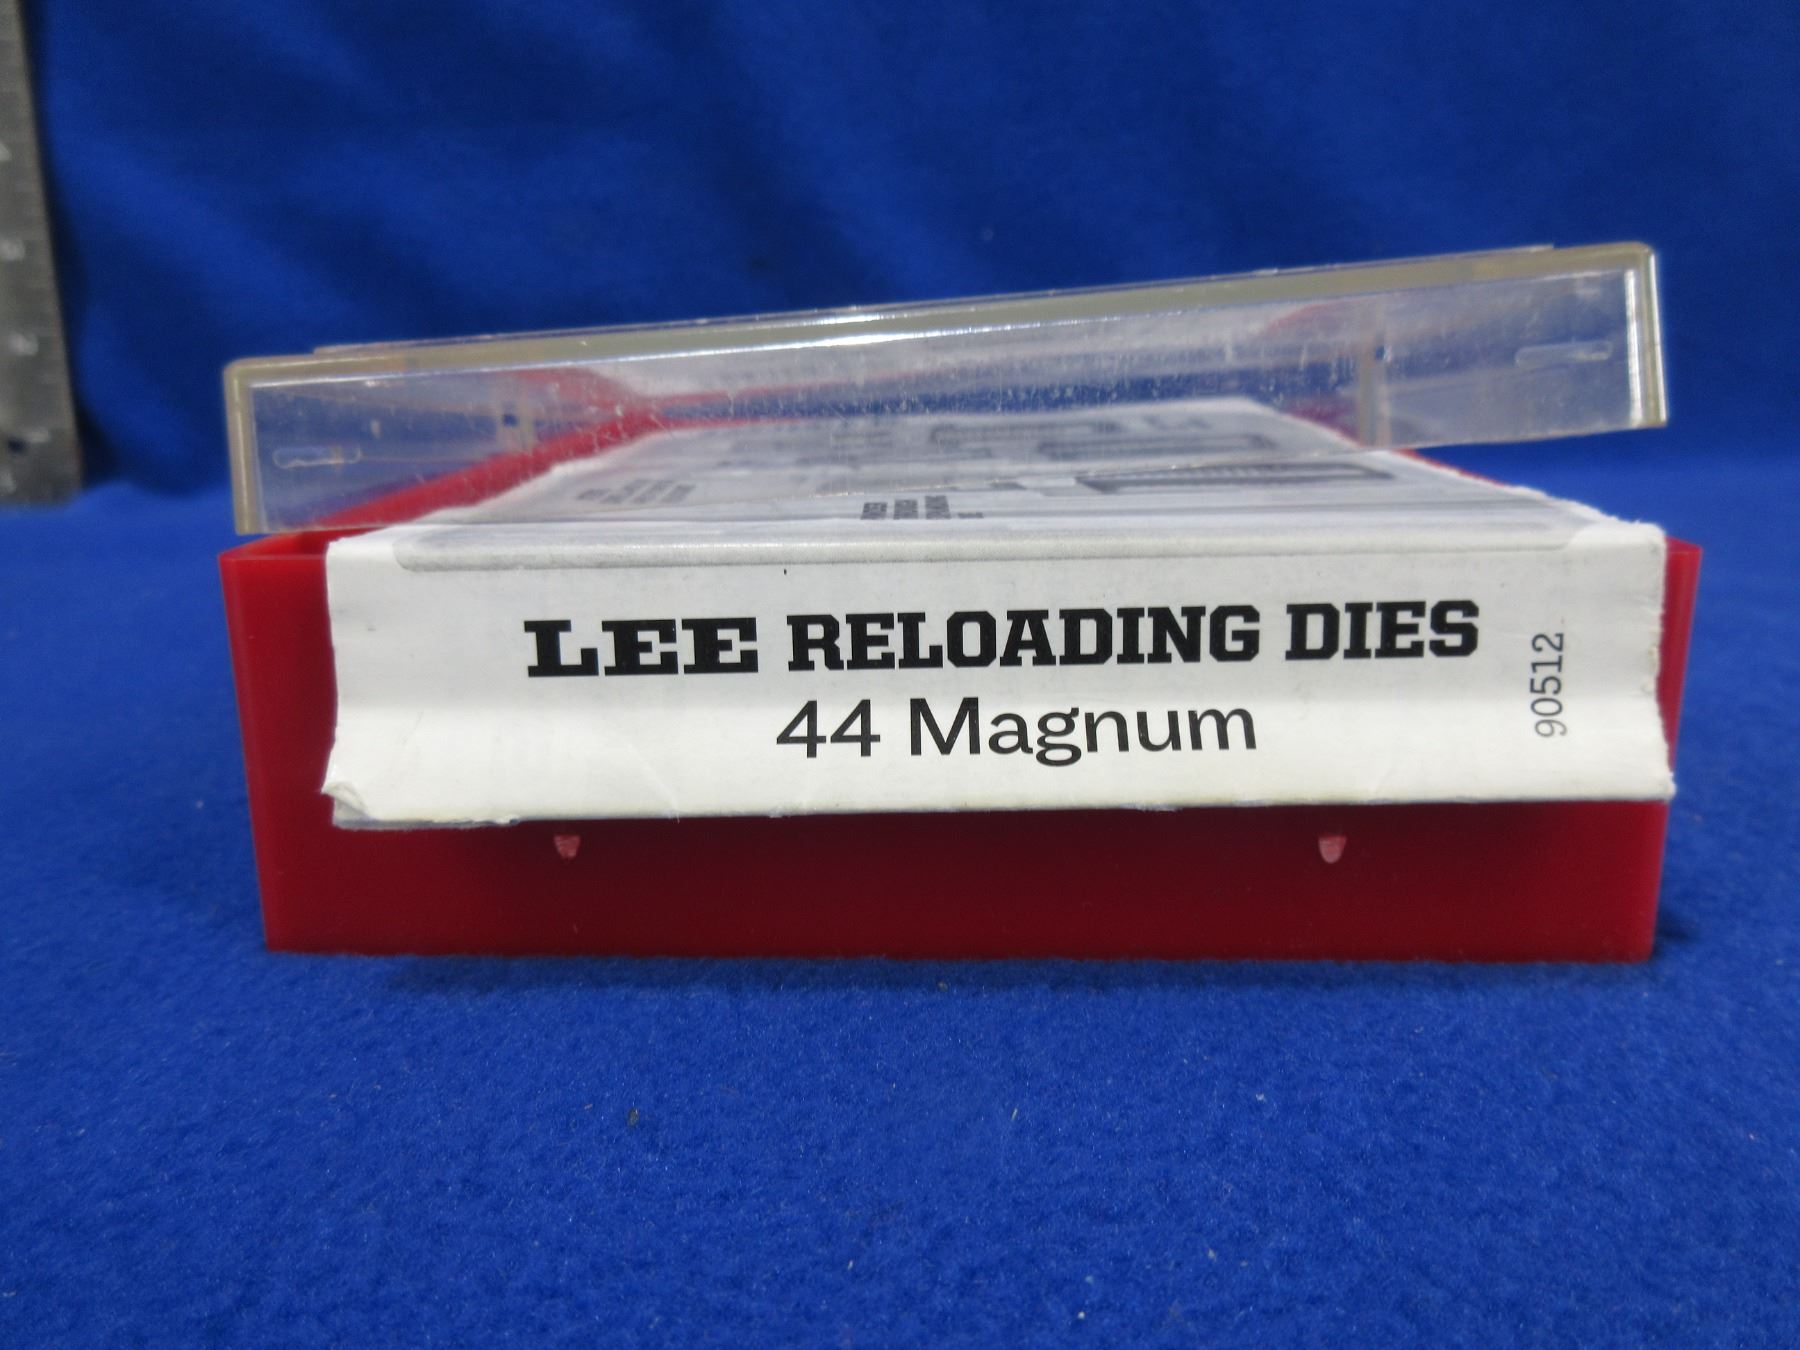 LEE RELOADING DIES
44 Magnum
90512